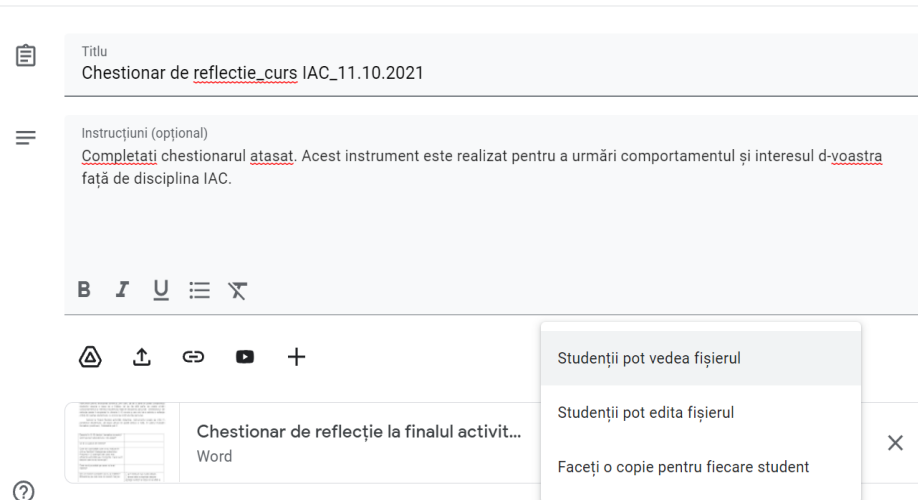 Titlu
Chestionar de reflectie_curs IAC_11.10.2021
Instrucțiuni (opțional)
Completati chestionarul atasat. Acest instrument este realizat pentru a urmări comportamentul și interesul d-voastra
față de disciplina IAC.
B I U
Studenții pot vedea fișierul
Studenții pot edita fișierul
Chestionar de reflecție la finalul activit...
Word
Faceți o copie pentru fiecare student